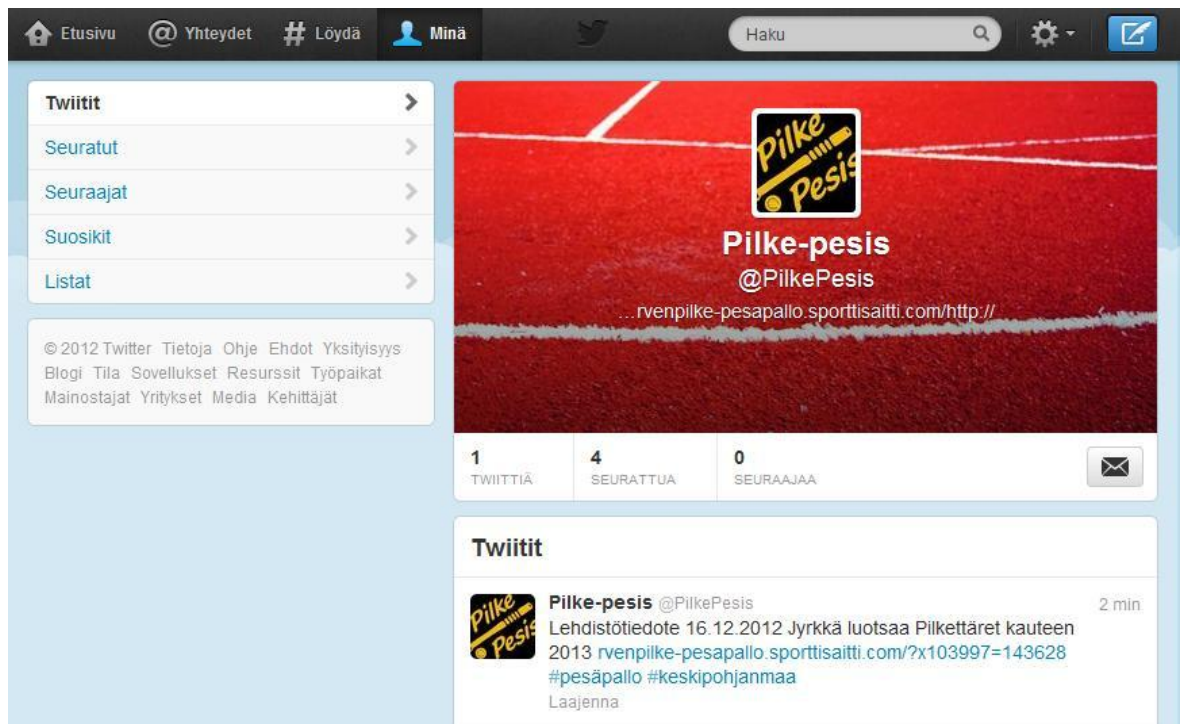 Etusivu Yhteydet Löydä Minä Haku
Twiitit
Seuratut
Seuraajat
Suosikit
Listat
© 2012 Twitter Tietoja Ohje Ehdot Yksityisyys
Blogi Tila Sovellukset Resurssit Työpaikat
Mainostajat Yritykset Media Kehittäjät
Pilke
Pesis
Pilke-pesis
@PilkePesis
...rvenpilke-pesapallo.sporttisaitti.com/http://
1 4 0
TWIITTIÄ SEURATTUA SEURAAJAA
Twiitit
Pilke
Pesis
Pilke-pesis @PilkePesis 2 min
Lehdistötiedote 16.12.2012 Jyrkkä luotsaa Pilkettäret kauteen
2013 rvenpilke-pesapallo.sporttisaitti.com/?x103997=143628
#pesäpallo #keskipohjanmaa
Laajenna